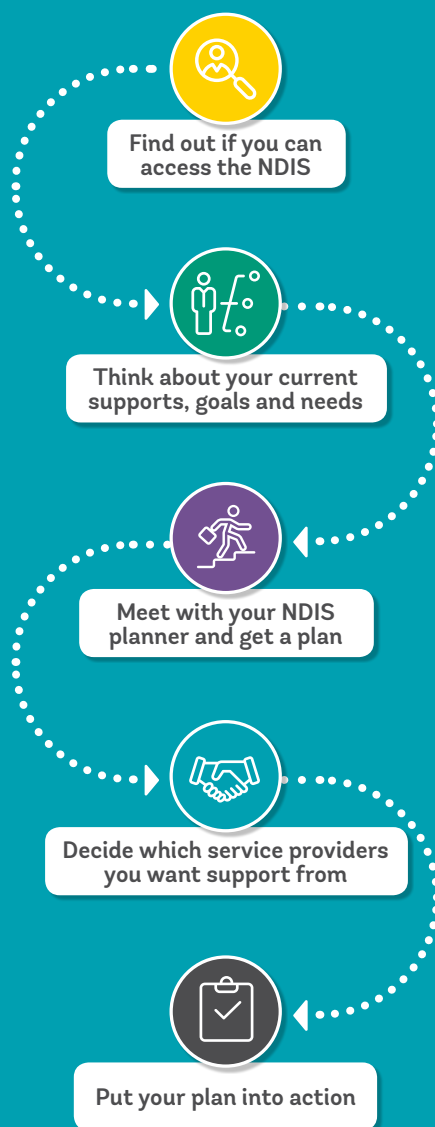 Find out if you can
access the NDIS
Think about your current
supports, goals and needs
Meet with your NDIS
planner and get a plan
Decide which service providers
you want support from
Put your plan into action